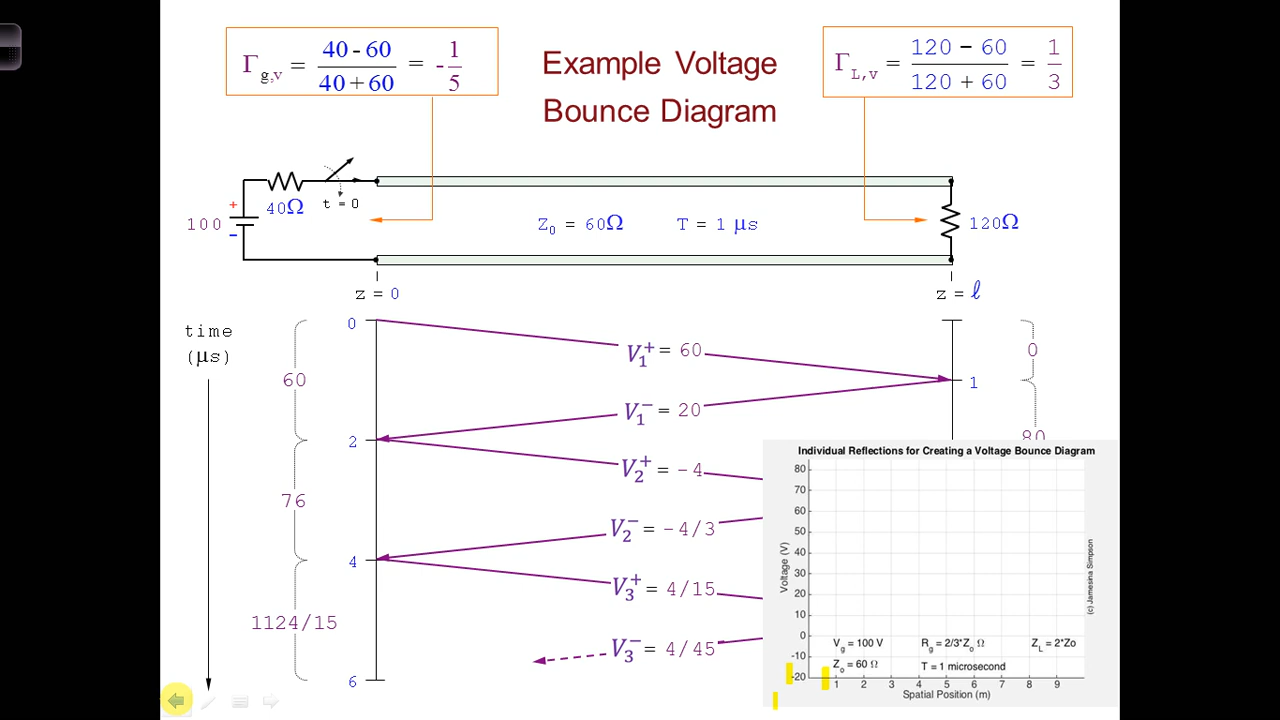 Γg,v = 40 - 60 / 40 + 60 = - 1 / 5
Example Voltage
Bounce Diagram
ΓL,v = 120 − 60 / 120 + 60 = 1 / 3
+
100
−
40Ω
t = 0
Z0 = 60Ω
T = 1 μs
120Ω
z = 0
z = ℓ
time
(μs)
0
V1+ = 60
0
60
1
V1− = 20
2
80
V2+ = −4
76
V2− = −4/3
4
V3+ = 4/15
1124/15
V3− = 4/45
6
Individual Reflections for Creating a Voltage Bounce Diagram
80
70
60
50
40
30
20
10
0
-10
-20
Voltage (V)
Vg = 100 V
Rg = 2/3*Zo Ω
ZL = 2*Zo
Zo = 60 Ω
T = 1 microsecond
1 2 3 4 5 6 7 8 9
Spatial Position (m)
(c) Jamesina Simpson